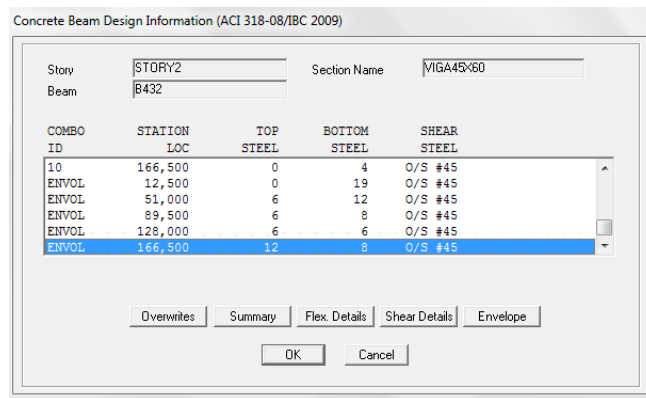 Concrete Beam Design Information (ACI 318-08/IBC 2009)
Story STORY2 Section Name VIGA45X60
Beam B432
COMBO STATION TOP BOTTOM SHEAR
ID LOC STEEL STEEL STEEL
10 166,500 0 4 O/S #45
ENVOL 12,500 0 19 O/S #45
ENVOL 51,000 6 12 O/S #45
ENVOL 89,500 6 8 O/S #45
ENVOL 128,000 6 6 O/S #45
ENVOL 166,500 12 8 O/S #45
Overwrites Summary Flex. Details Shear Details Envelope
OK Cancel